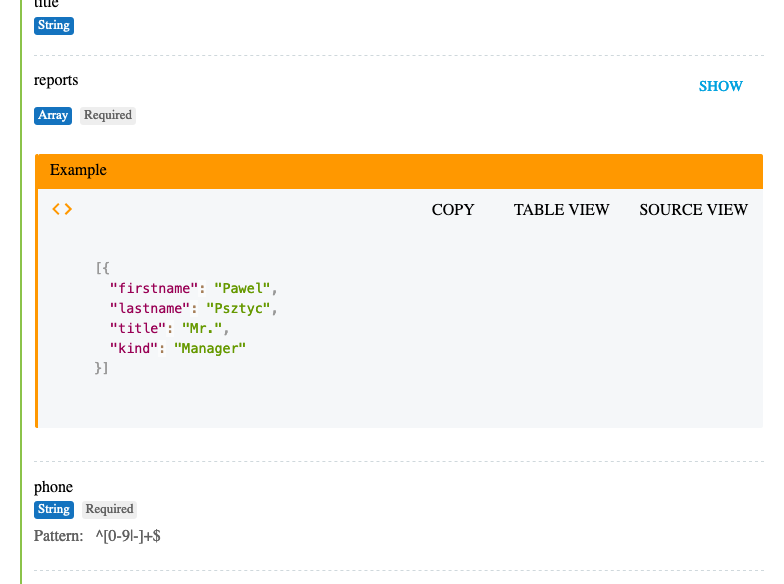 title
String
reports
SHOW
Array Required
Example
<> COPY TABLE VIEW SOURCE VIEW
[{
"firstname": "Pawel",
"lastname": "Psztyc",
"title": "Mr.",
"kind": "Manager"
}]
phone
String Required
Pattern: ^[0-9|-]+$